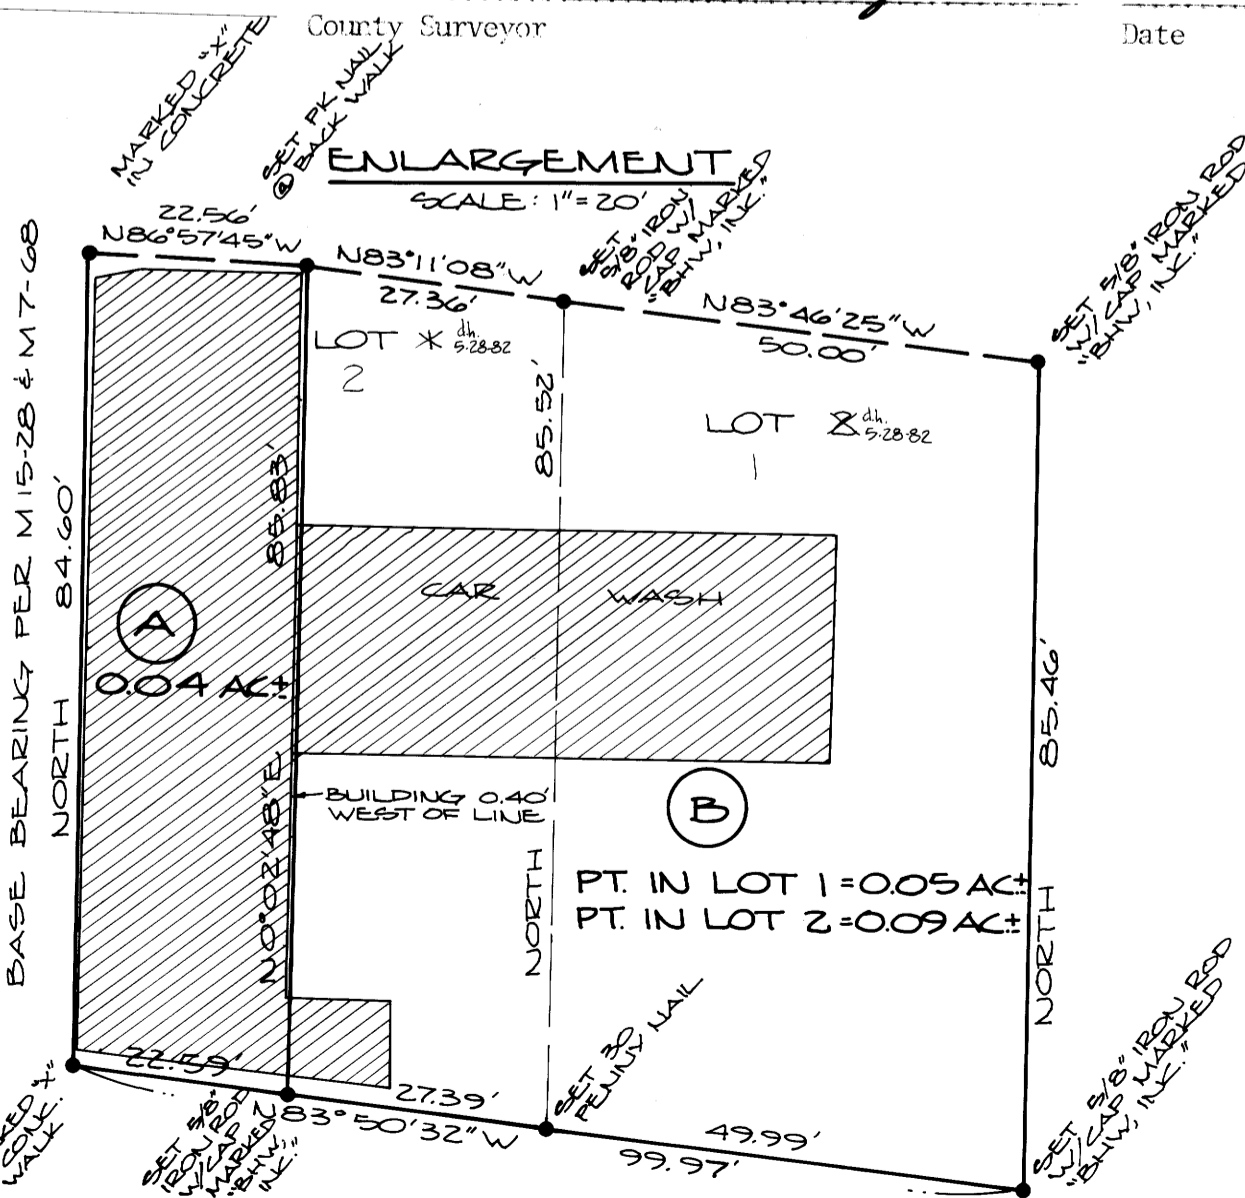 County Surveyor
Date
MARKED "X"
IN CONCRETE
SET PK NAIL
@ BACK WALK
ENLARGEMENT
SCALE: 1"=20'
SET
5/8" IRON
ROD W/
CAP MARKED
"BHW, INC."
SET 5/8" IRON ROD
W/ CAP MARKED
"BHW, INC."
22.56'
N86°57'45"W
N83°11'08"W
27.36'
N83°46'25"W
50.00'
LOT
d.h.
5-28-82
2
LOT
d.h.
5-28-82
1
BASE BEARING PER M15-28 & M7-68
NORTH 84.60'
85.83'
N0°02'48"E
85.52'
NORTH
85.46'
NORTH
CAR WASH
A
0.04 AC±
BUILDING 0.40'
WEST OF LINE
B
PT. IN LOT 1=0.05 AC±
PT. IN LOT 2=0.09 AC±
22.59'
27.39'
N83°50'32"W
49.99'
99.97'
CONC.
WALK
SET 5/8"
IRON ROD
W/CAP
MARKED
"BHW,
INC."
SET 30
PENNY NAIL
SET 5/8" IRON ROD
W/ CAP MARKED
"BHW, INC."